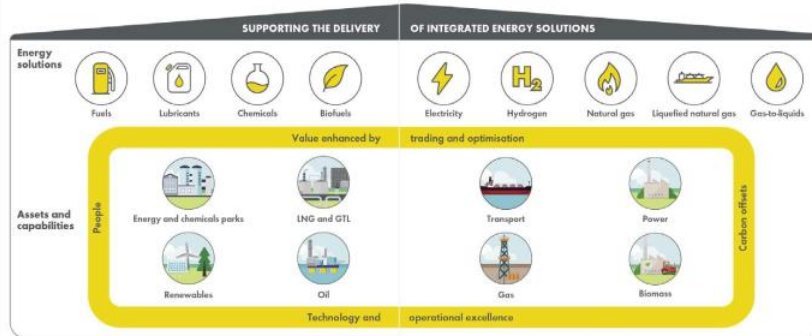 SUPPORTING THE DELIVERY OF INTEGRATED ENERGY SOLUTIONS
Energy
solutions
H2
Fuels Lubricants Chemicals Biofuels Electricity Hydrogen Natural gas Liquefied natural gas Gas-to-liquids
Value enhanced by trading and optimisation
Assets and
capabilities
People
Energy and chemicals parks LNG and GTL Transport Power
Renewables Oil Gas Biomass
Carbon offsets
Technology and operational excellence